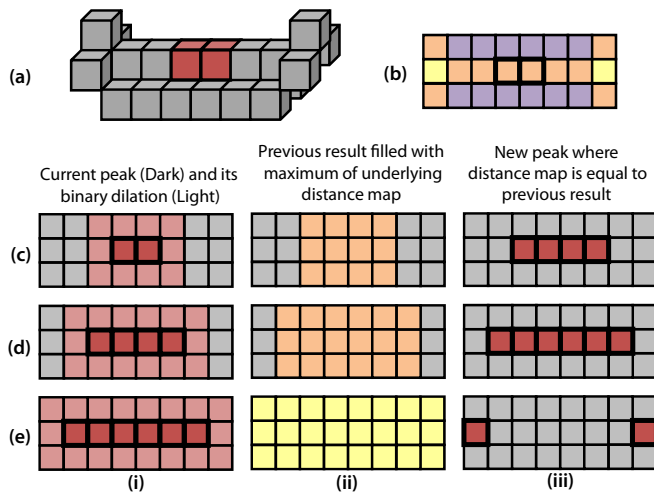 (a)
(b)
Current peak (Dark) and its
binary dilation (Light)
Previous result filled with
maximum of underlying
distance map
New peak where
distance map is equal to
previous result
(c)
(d)
(e)
(i)
(ii)
(iii)